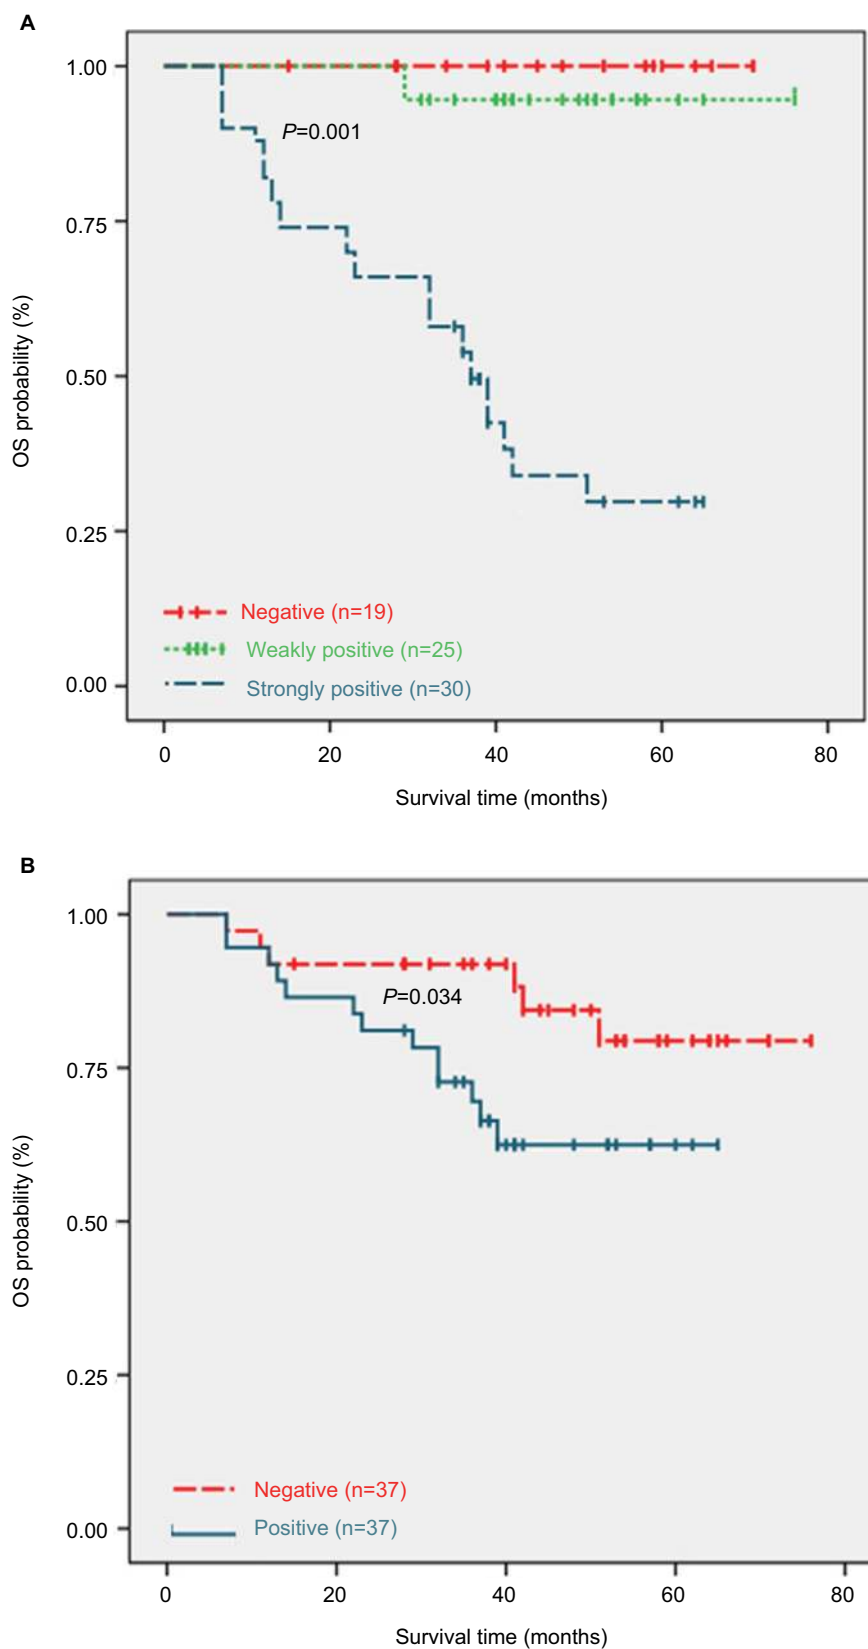 A
1.00
P=0.001
0.75
OS probability (%)
0.50
0.25
Negative (n=19)
Weakly positive (n=25)
0.00
Strongly positive (n=30)
0 20 40 60 80
Survival time (months)
B
1.00
P=0.034
0.75
OS probability (%)
0.50
0.25
Negative (n=37)
0.00
Positive (n=37)
0 20 40 60 80
Survival time (months)